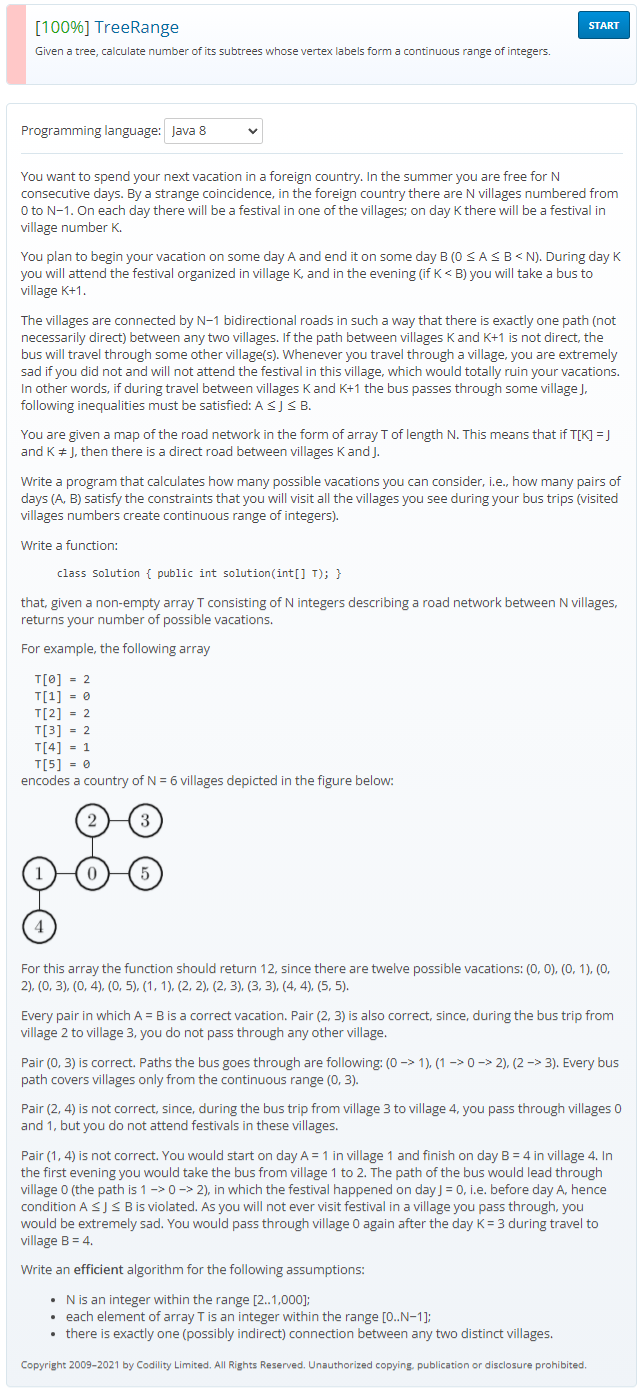 [100%] TreeRange
START
Given a tree, calculate number of its subtrees whose vertex labels form a continuous range of integers.
Programming language: Java 8
You want to spend your next vacation in a foreign country. In the summer you are free for N
consecutive days. By a strange coincidence, in the foreign country there are N villages numbered from
0 to N−1. On each day there will be a festival in one of the villages; on day K there will be a festival in
village number K.
You plan to begin your vacation on some day A and end it on some day B (0 ≤ A ≤ B < N). During day K
you will attend the festival organized in village K, and in the evening (if K < B) you will take a bus to
village K+1.
The villages are connected by N−1 bidirectional roads in such a way that there is exactly one path (not
necessarily direct) between any two villages. If the path between villages K and K+1 is not direct, the
bus will travel through some other village(s). Whenever you travel through a village, you are extremely
sad if you did not and will not attend the festival in this village, which would totally ruin your vacations.
In other words, if during travel between villages K and K+1 the bus passes through some village J,
following inequalities must be satisfied: A ≤ J ≤ B.
You are given a map of the road network in the form of array T of length N. This means that if T[K] = J
and K ≠ J, then there is a direct road between villages K and J.
Write a program that calculates how many possible vacations you can consider, i.e., how many pairs of
days (A, B) satisfy the constraints that you will visit all the villages you see during your bus trips (visited
villages numbers create continuous range of integers).
Write a function:
class Solution { public int solution(int[] T); }
that, given a non-empty array T consisting of N integers describing a road network between N villages,
returns your number of possible vacations.
For example, the following array
T[0] = 2
T[1] = 0
T[2] = 2
T[3] = 2
T[4] = 1
T[5] = 0
encodes a country of N = 6 villages depicted in the figure below:
2 3
1 0 5
4
For this array the function should return 12, since there are twelve possible vacations: (0, 0), (0, 1), (0,
2), (0, 3), (0, 4), (0, 5), (1, 1), (2, 2), (2, 3), (3, 3), (4, 4), (5, 5).
Every pair in which A = B is a correct vacation. Pair (2, 3) is also correct, since, during the bus trip from
village 2 to village 3, you do not pass through any other village.
Pair (0, 3) is correct. Paths the bus goes through are following: (0 −> 1), (1 −> 0 −> 2), (2 −> 3). Every bus
path covers villages only from the continuous range (0, 3).
Pair (2, 4) is not correct, since, during the bus trip from village 3 to village 4, you pass through villages 0
and 1, but you do not attend festivals in these villages.
Pair (1, 4) is not correct. You would start on day A = 1 in village 1 and finish on day B = 4 in village 4. In
the first evening you would take the bus from village 1 to 2. The path of the bus would lead through
village 0 (the path is 1 −> 0 −> 2), in which the festival happened on day J = 0, i.e. before day A, hence
condition A ≤ J ≤ B is violated. As you will not ever visit festival in a village you pass through, you
would be extremely sad. You would pass through village 0 again after the day K = 3 during travel to
village B = 4.
Write an efficient algorithm for the following assumptions:
• N is an integer within the range [2..1,000];
• each element of array T is an integer within the range [0..N−1];
• there is exactly one (possibly indirect) connection between any two distinct villages.
Copyright 2009–2021 by Codility Limited. All Rights Reserved. Unauthorized copying, publication or disclosure prohibited.